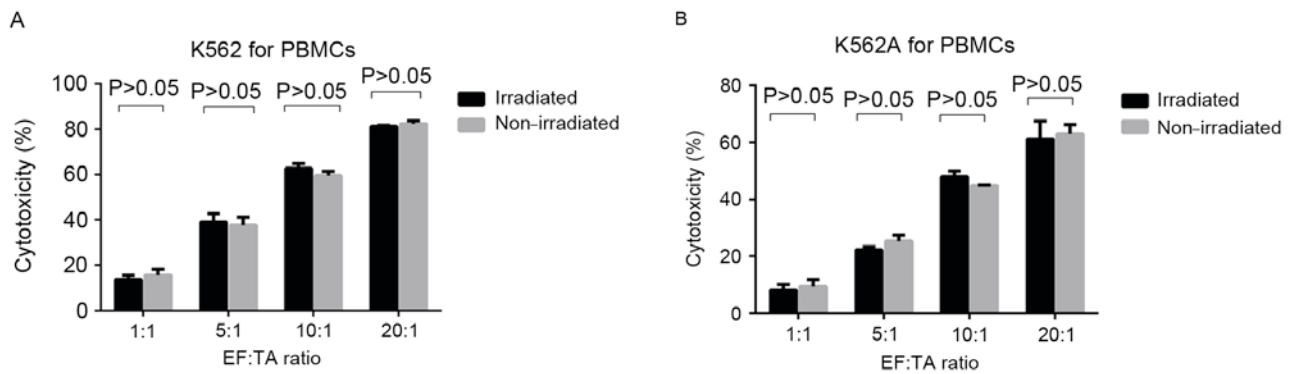 A
K562 for PBMCs
100
80
60
40
20
0
Cytotoxicity (%)
P>0.05
P>0.05
P>0.05
P>0.05
Irradiated
Non-irradiated
1:1
5:1
10:1
20:1
EF:TA ratio
B
K562A for PBMCs
80
60
40
20
0
Cytotoxicity (%)
P>0.05
P>0.05
P>0.05
P>0.05
Irradiated
Non-irradiated
1:1
5:1
10:1
20:1
EF:TA ratio